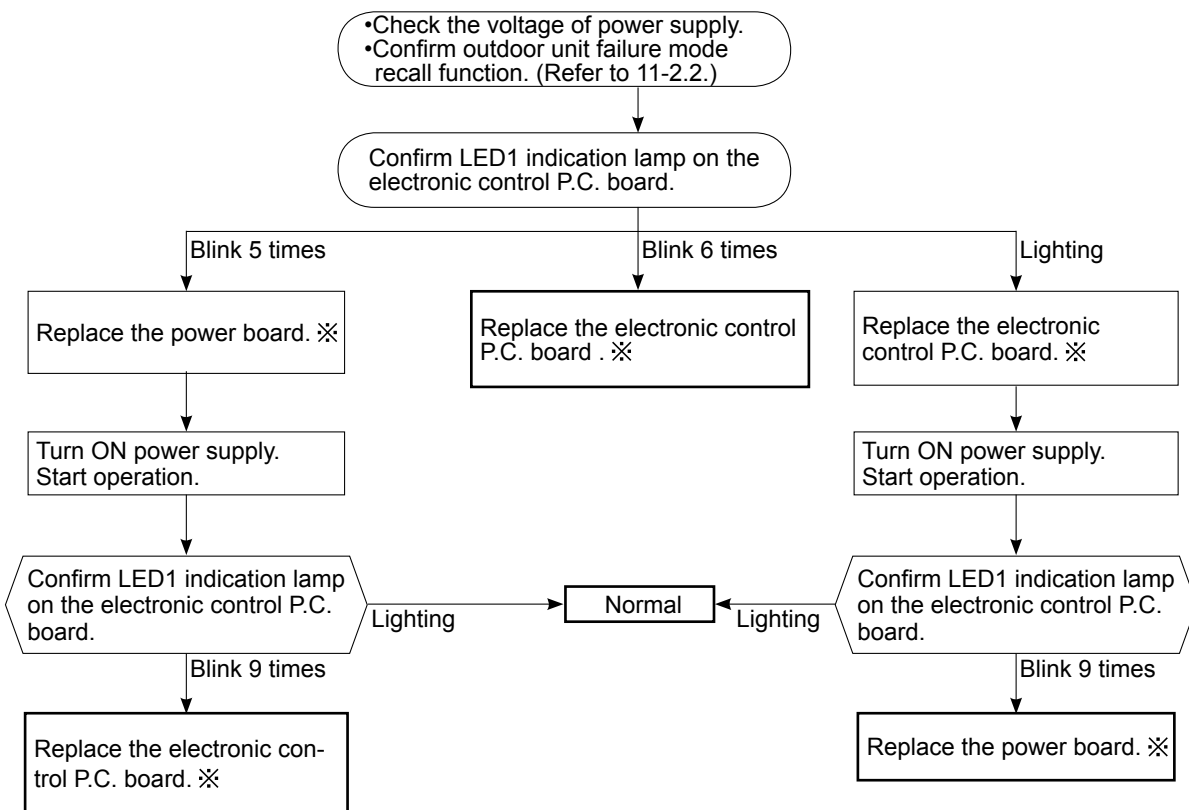 •Check the voltage of power supply.
•Confirm outdoor unit failure mode
recall function. (Refer to 11-2.2.)
Confirm LED1 indication lamp on the
electronic control P.C. board.
Blink 5 times
Blink 6 times
Lighting
Replace the power board. ※
Replace the electronic control
P.C. board . ※
Replace the electronic
control P.C. board. ※
Turn ON power supply.
Start operation.
Turn ON power supply.
Start operation.
Confirm LED1 indication lamp
on the electronic control P.C.
board.
Lighting
Normal
Lighting
Confirm LED1 indication lamp
on the electronic control P.C.
board.
Blink 9 times
Blink 9 times
Replace the electronic con-
trol P.C. board. ※
Replace the power board. ※